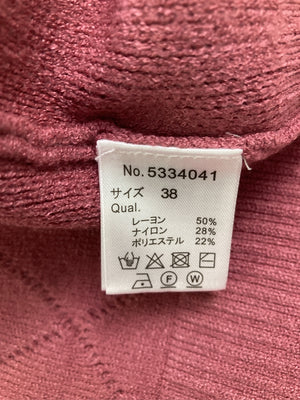 No. 5334041
サイズ 38
Qual.
レーヨン 50%
ナイロン 28%
ポリエステル 22%
F W